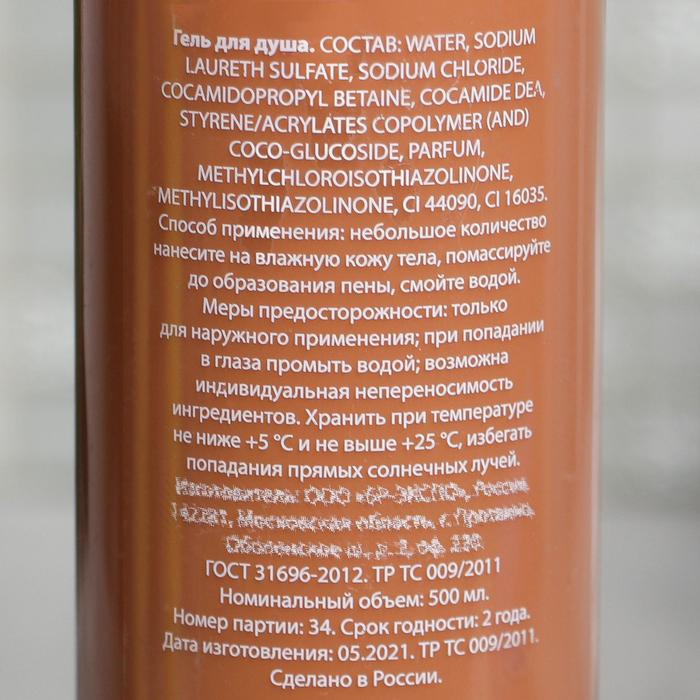 Гель для душа. СОСТАВ: WATER, SODIUM
LAURETH SULFATE, SODIUM CHLORIDE,
COCAMIDOPROPYL BETAINE, COCAMIDE DEA,
STYRENE/ACRYLATES COPOLYMER (AND)
COCO-GLUCOSIDE, PARFUM,
METHYLCHLOROISOTHIAZOLINONE,
METHYLISOTHIAZOLINONE, CI 44090, CI 16035.
Способ применения: небольшое количество
нанесите на влажную кожу тела, помассируйте
до образования пены, смойте водой.
Меры предосторожности: только
для наружного применения; при попадании
в глаза промыть водой; возможна
индивидуальная непереносимость
ингредиентов. Хранить при температуре
не ниже +5 °C и не выше +25 °C, избегать
попадания прямых солнечных лучей.
Изготовитель: ООО Россия,
Московская область, г.
ГОСТ 31696-2012. ТР ТС 009/2011
Номинальный объем: 500 мл.
Номер партии: 34. Срок годности: 2 года.
Дата изготовления: 05.2021. ТР ТС 009/2011.
Сделано в России.